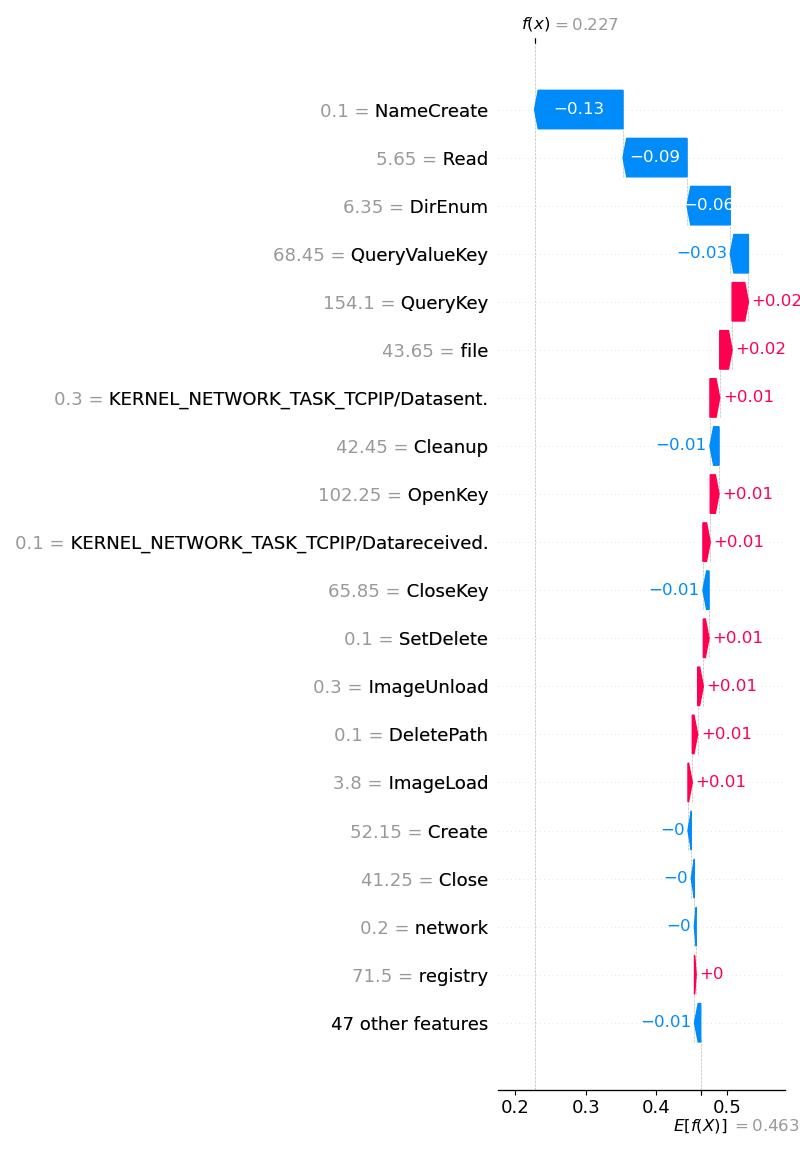 f(x) = 0.227
0.1 = NameCreate −0.13
5.65 = Read −0.09
6.35 = DirEnum −0.06
68.45 = QueryValueKey −0.03
154.1 = QueryKey +0.02
43.65 = file +0.02
0.3 = KERNEL_NETWORK_TASK_TCPIP/Datasent. +0.01
42.45 = Cleanup −0.01
102.25 = OpenKey +0.01
0.1 = KERNEL_NETWORK_TASK_TCPIP/Datareceived. +0.01
65.85 = CloseKey −0.01
0.1 = SetDelete +0.01
0.3 = ImageUnload +0.01
0.1 = DeletePath +0.01
3.8 = ImageLoad +0.01
52.15 = Create −0
41.25 = Close −0
0.2 = network −0
71.5 = registry +0
47 other features −0.01
0.2 0.3 0.4 0.5
E[f(X)] = 0.463